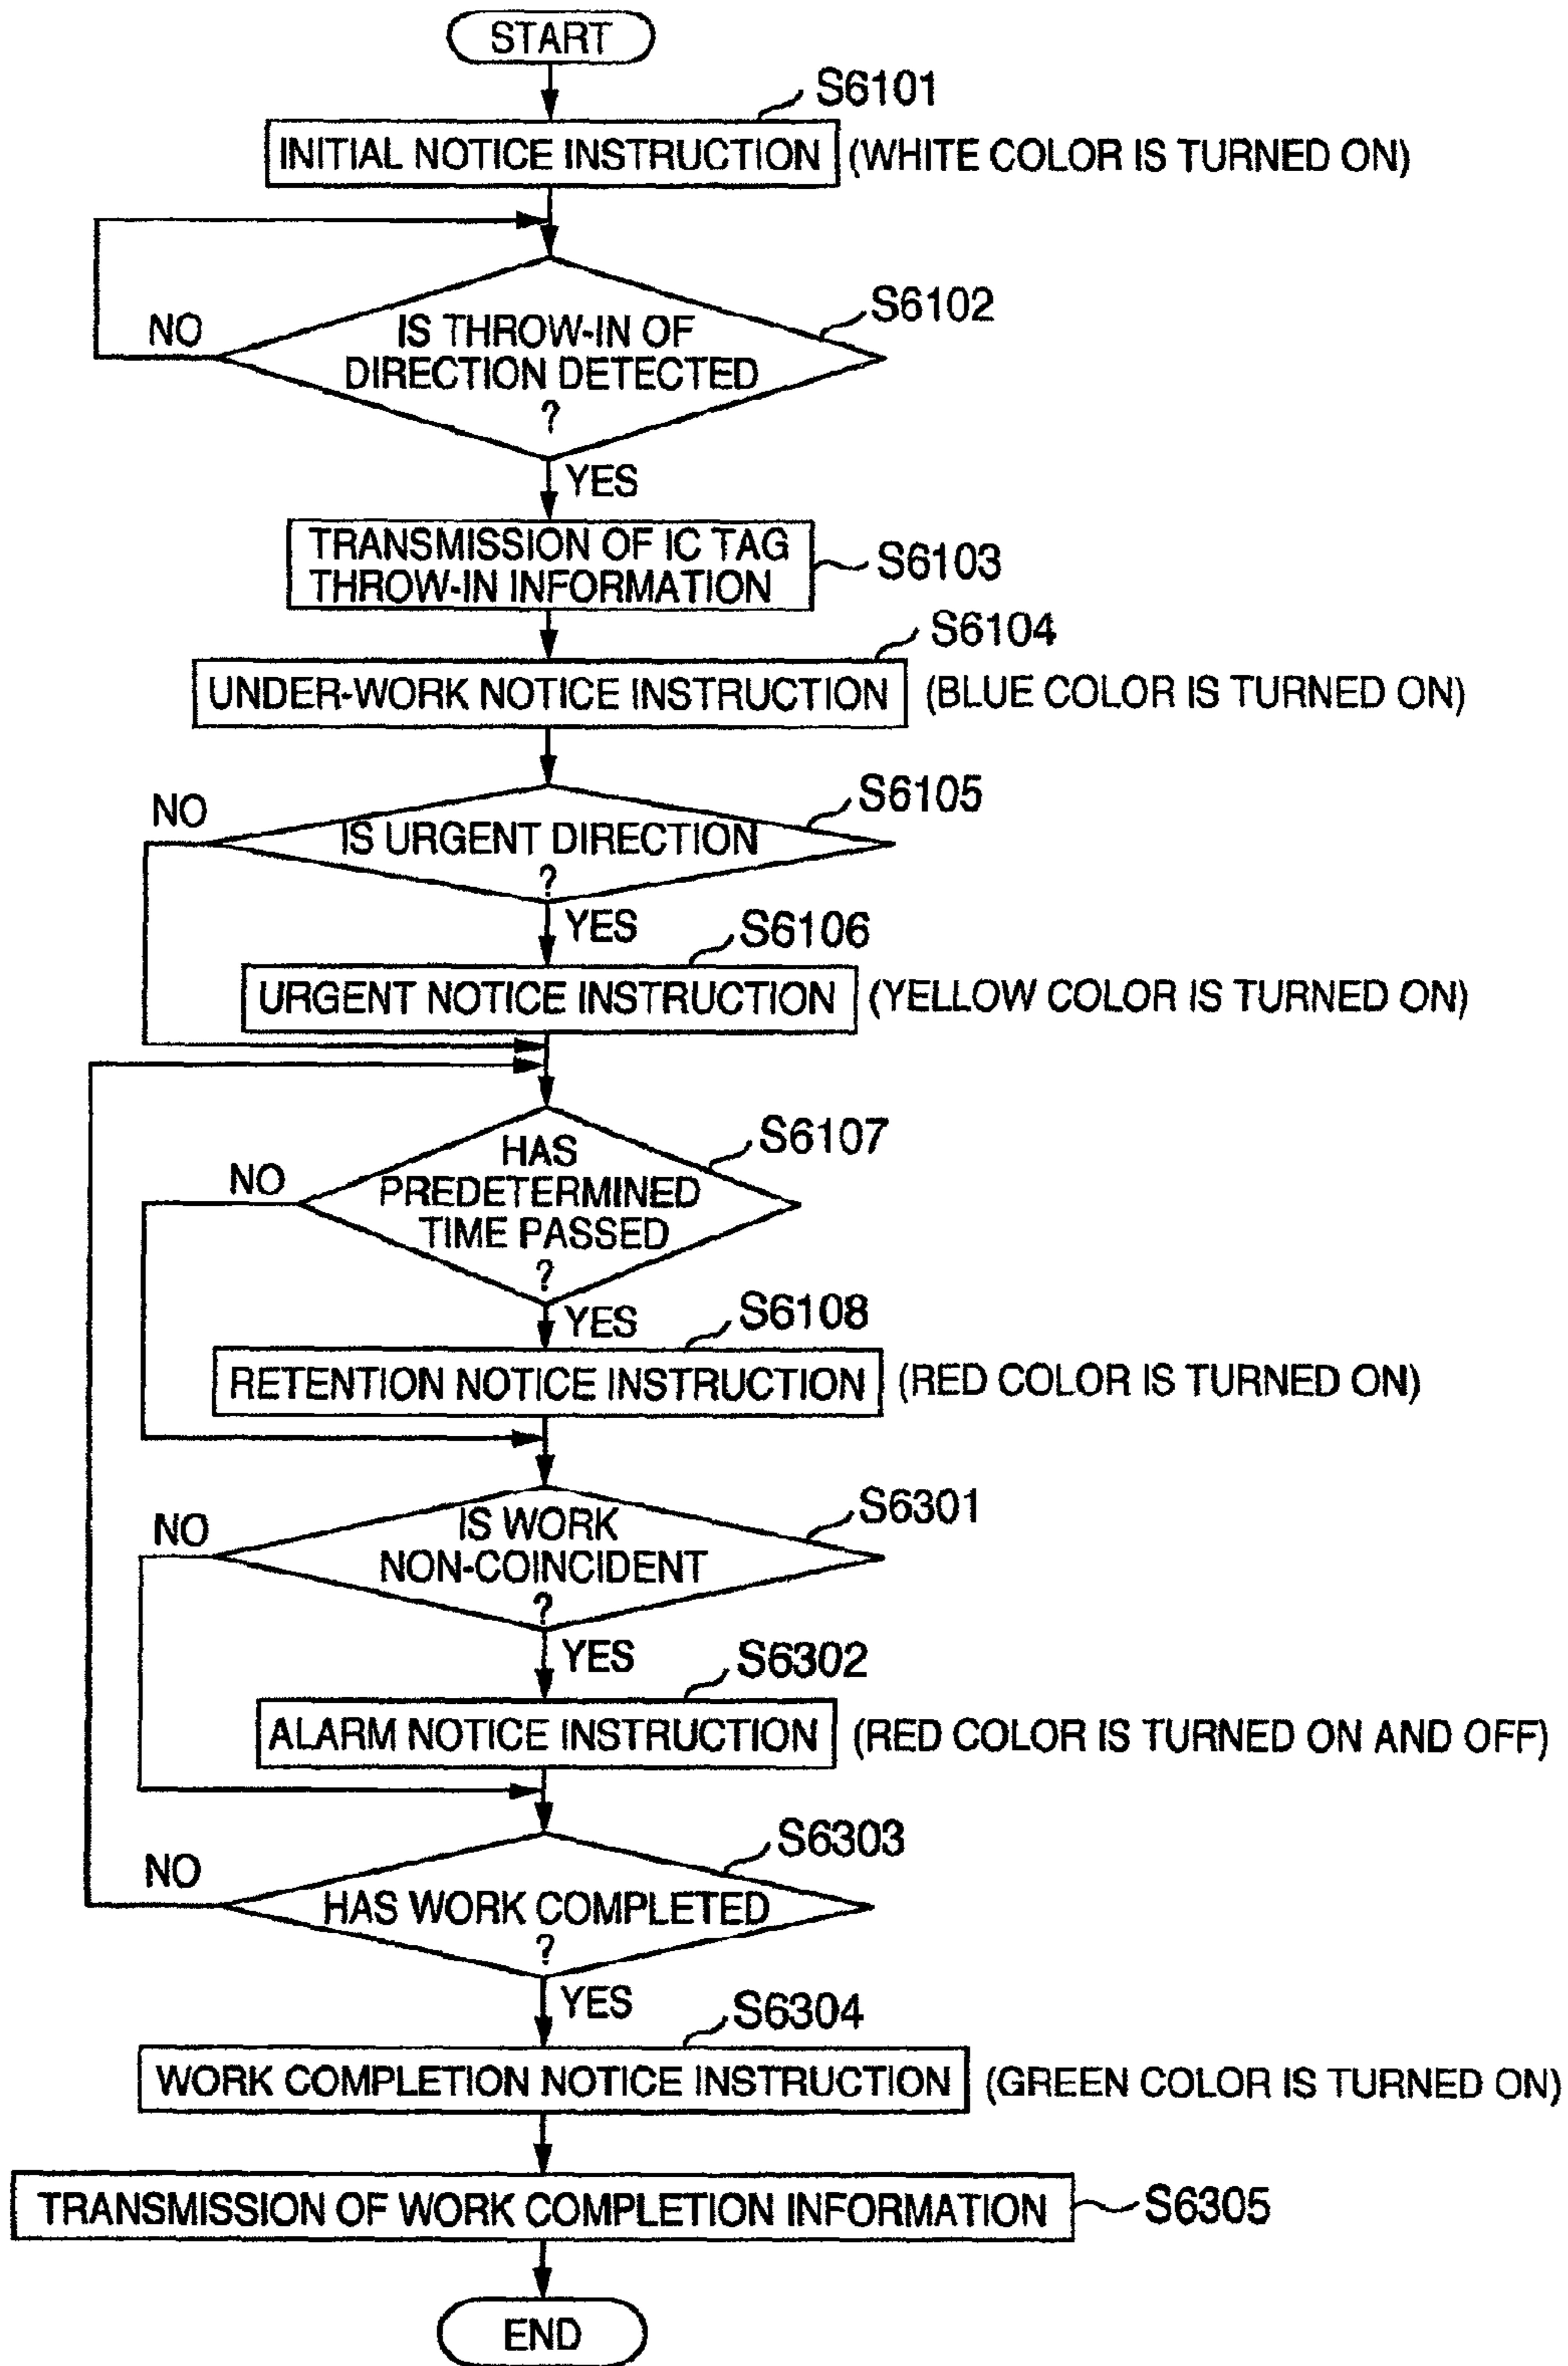 START
S6101
INITIAL NOTICE INSTRUCTION (WHITE COLOR IS TURNED ON)
S6102
NO
IS THROW-IN OF
DIRECTION DETECTED
?
YES
TRANSMISSION OF IC TAG
THROW-IN INFORMATION
S6103
S6104
UNDER-WORK NOTICE INSTRUCTION (BLUE COLOR IS TURNED ON)
S6105
NO
IS URGENT DIRECTION
?
YES
S6106
URGENT NOTICE INSTRUCTION (YELLOW COLOR IS TURNED ON)
S6107
NO
HAS
PREDETERMINED
TIME PASSED
?
YES
S6108
RETENTION NOTICE INSTRUCTION (RED COLOR IS TURNED ON)
S6301
NO
IS WORK
NON-COINCIDENT
?
YES
S6302
ALARM NOTICE INSTRUCTION (RED COLOR IS TURNED ON AND OFF)
S6303
NO
HAS WORK COMPLETED
?
YES
S6304
WORK COMPLETION NOTICE INSTRUCTION (GREEN COLOR IS TURNED ON)
TRANSMISSION OF WORK COMPLETION INFORMATION S6305
END